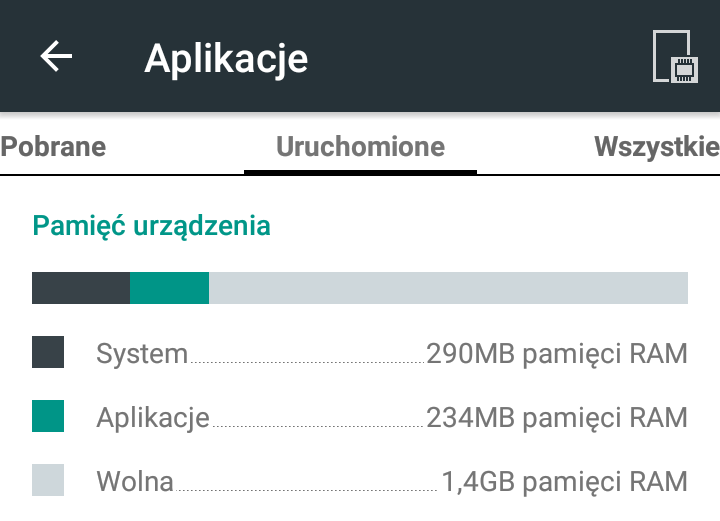 Aplikacje
Pobrane Uruchomione Wszystkie
Pamięć urządzenia
System 290MB pamięci RAM
Aplikacje 234MB pamięci RAM
Wolna 1,4GB pamięci RAM